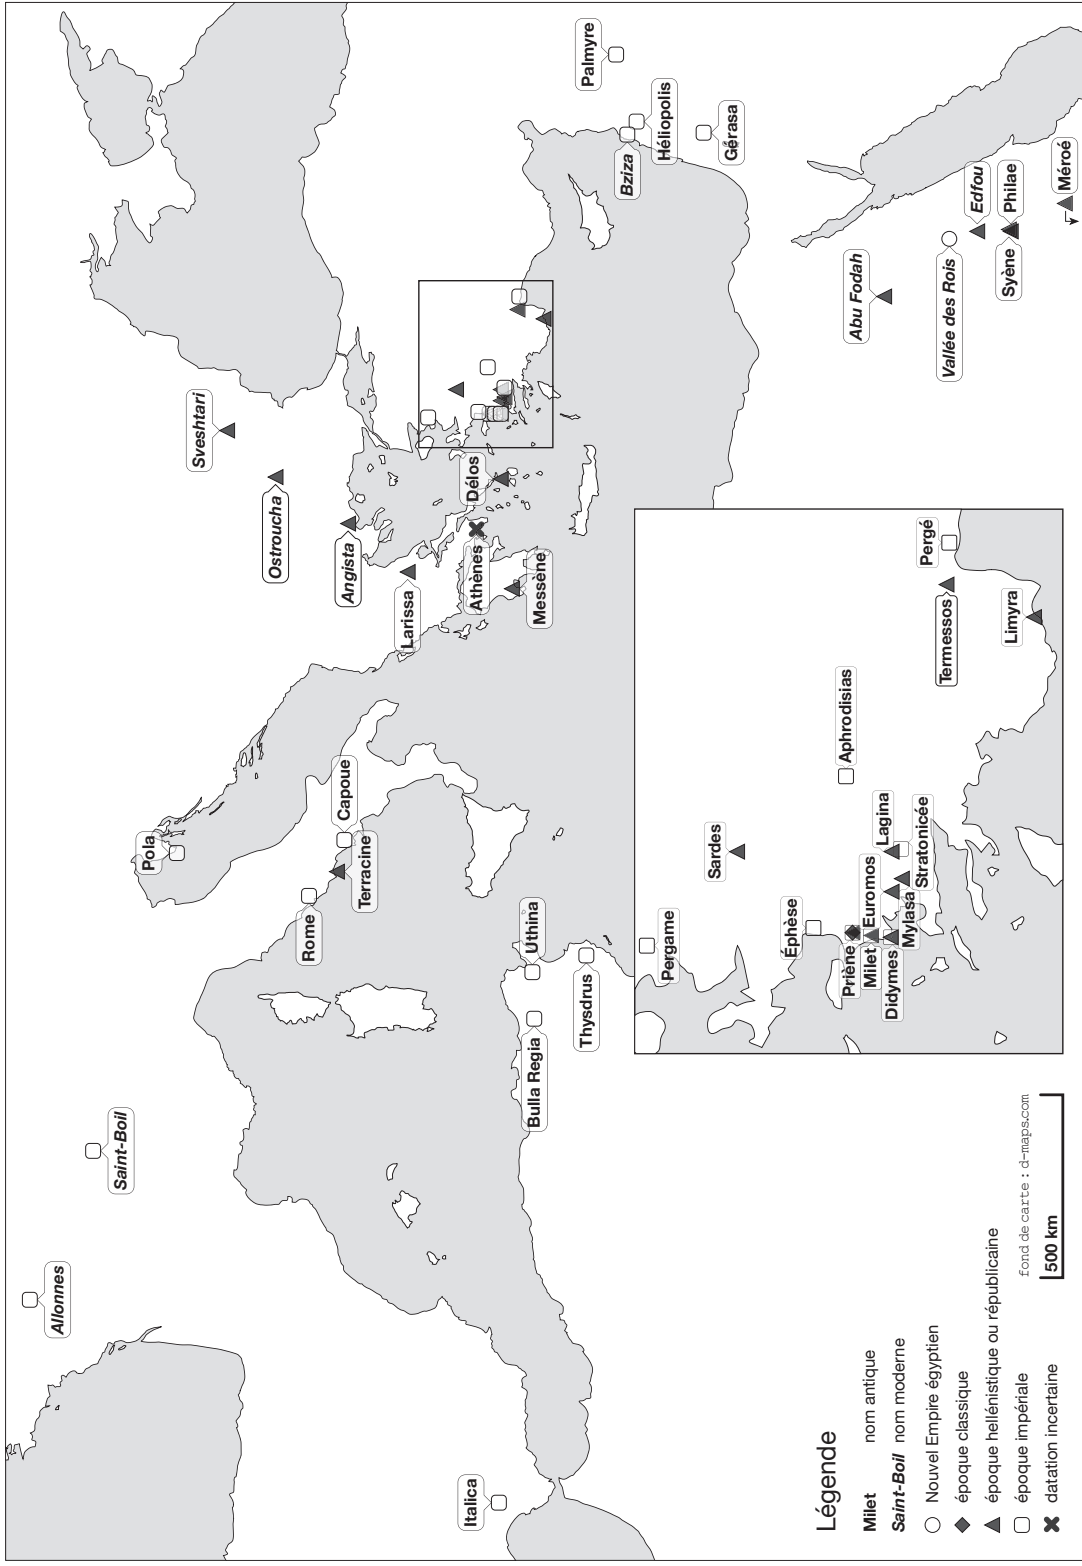 Allonnes
Saint-Boil
Pola
Rome
Terracine
Capoue
Italica
Bulla Regia
Uthina
Thysdrus
Sveshtari
Ostroucha
Angista
Larissa
Athènes
Messène
Délos
Palmyre
Bziza
Héliopolis
Gérasa
Abu Fodah
Vallée des Rois
Edfou
Syène
Philae
Méroé
Pergame
Sardes
Éphèse
Aphrodisias
Priène
Milet
Didymes
Euromos
Mylasa
Lagina
Stratonicée
Pergé
Termessos
Limyra
Légende
Milet nom antique
Saint-Boil nom moderne
Nouvel Empire égyptien
époque classique
époque hellénistique ou républicaine
époque impériale
datation incertaine
fond de carte : d-maps.com
500 km